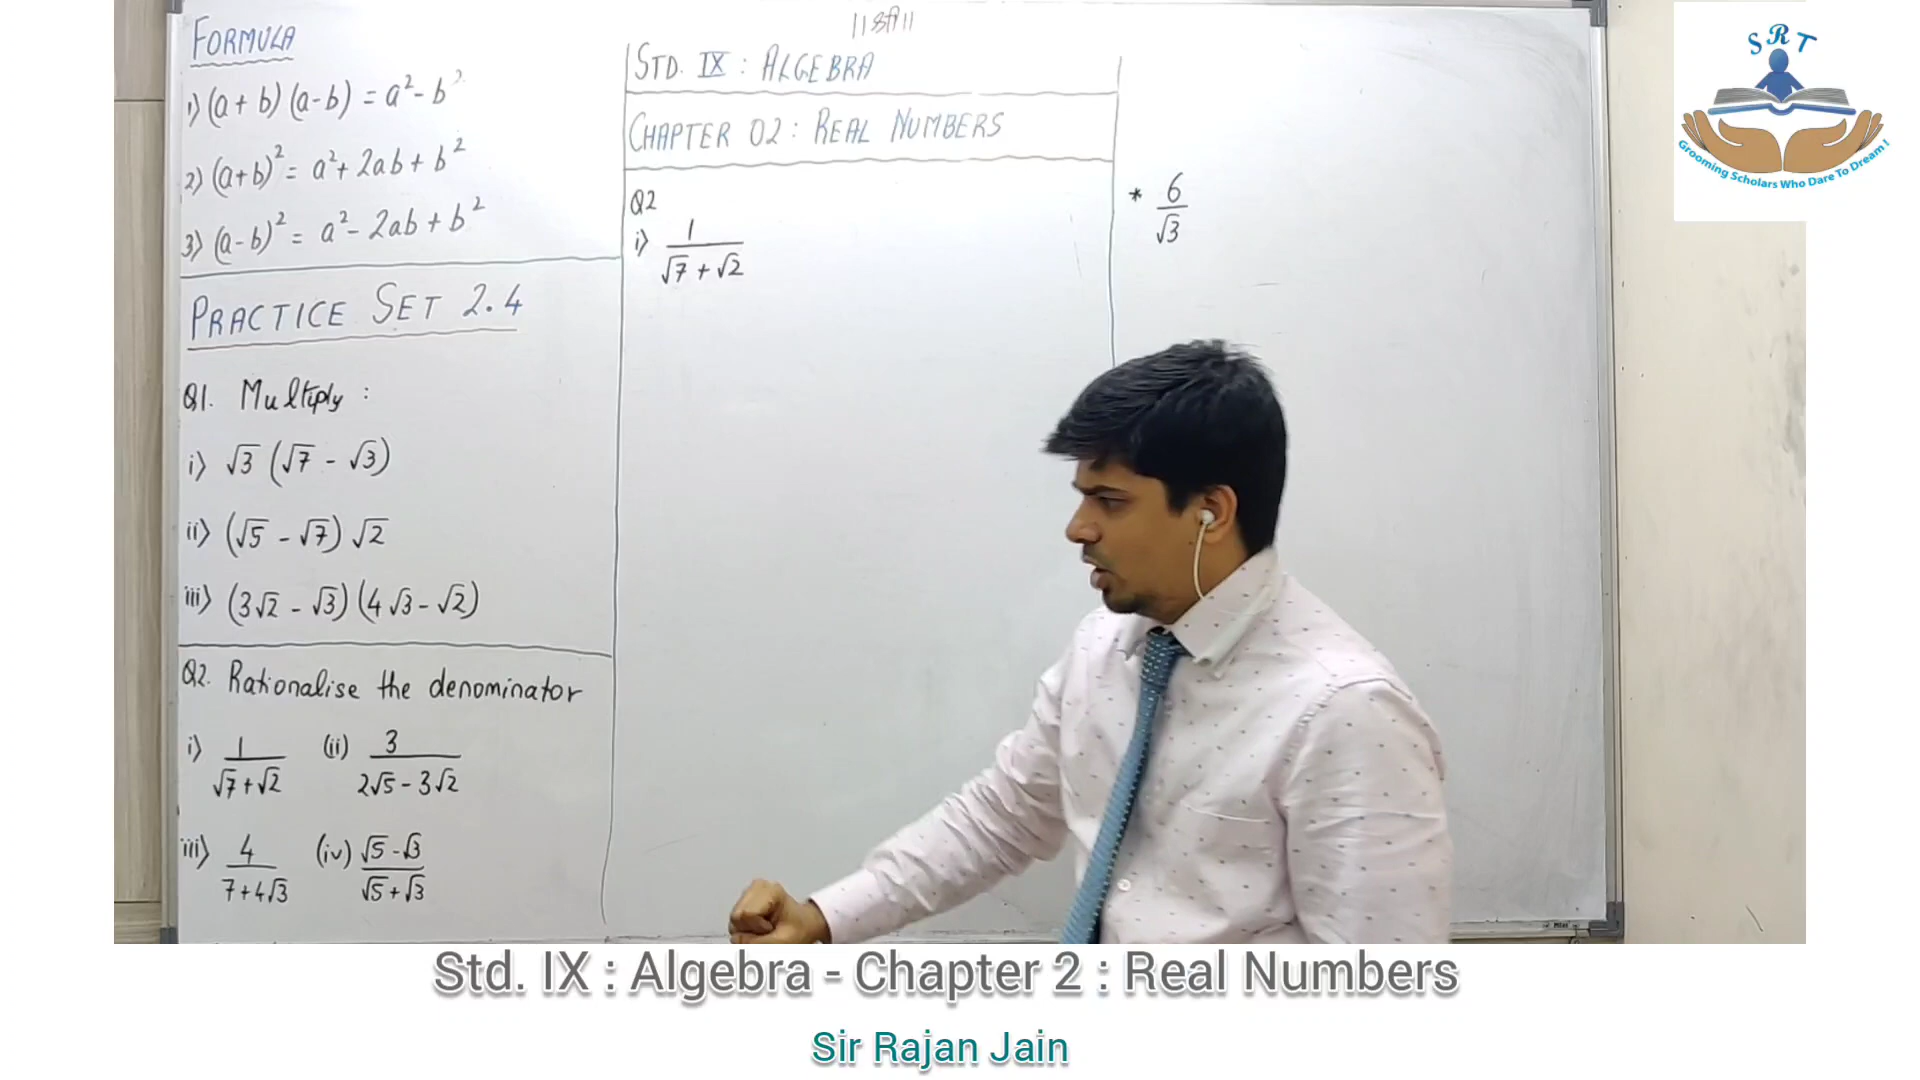 FORMULA
1) (a + b) (a - b) = a² - b²
2) (a+b)² = a² + 2ab + b²
3) (a - b)² = a² - 2ab + b²
PRACTICE SET 2.4
Q1. Multiply :
i) √3 (√7 - √3)
ii) (√5 - √7) √2
iii) (3√2 - √3) (4√3 - √2)
Q2. Rationalise the denominator
i) 1/(√7+√2) (ii) 3/(2√5 - 3√2)
iii) 4/(7+4√3) (iv) (√5 - √3)/(√5 + √3)
||श्री||
STD. IX : ALGEBRA
CHAPTER 02 : REAL NUMBERS
Q2
i) 1/(√7 + √2)
* 6/√3
SRT
Grooming Scholars Who Dare To Dream !
Std. IX : Algebra - Chapter 2 : Real Numbers
Sir Rajan Jain